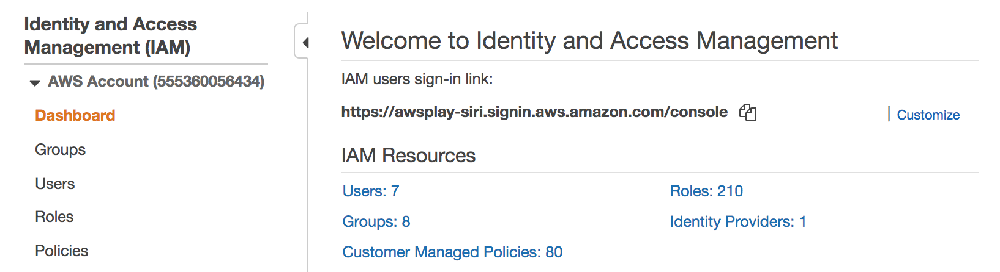 Identity and Access
Management (IAM)
AWS Account (555360056434)
Dashboard
Groups
Users
Roles
Policies
Welcome to Identity and Access Management
IAM users sign-in link:
https://awsplay-siri.signin.aws.amazon.com/console
| Customize
IAM Resources
Users: 7
Roles: 210
Groups: 8
Identity Providers: 1
Customer Managed Policies: 80